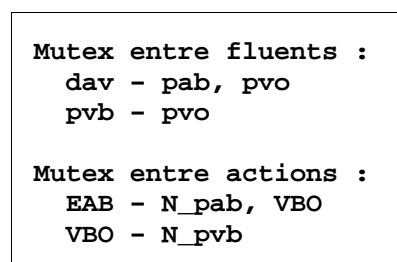 Mutex entre fluents :
dav – pab, pvo
pvb – pvo
Mutex entre actions :
EAB – N_pab, VBO
VBO – N_pvb